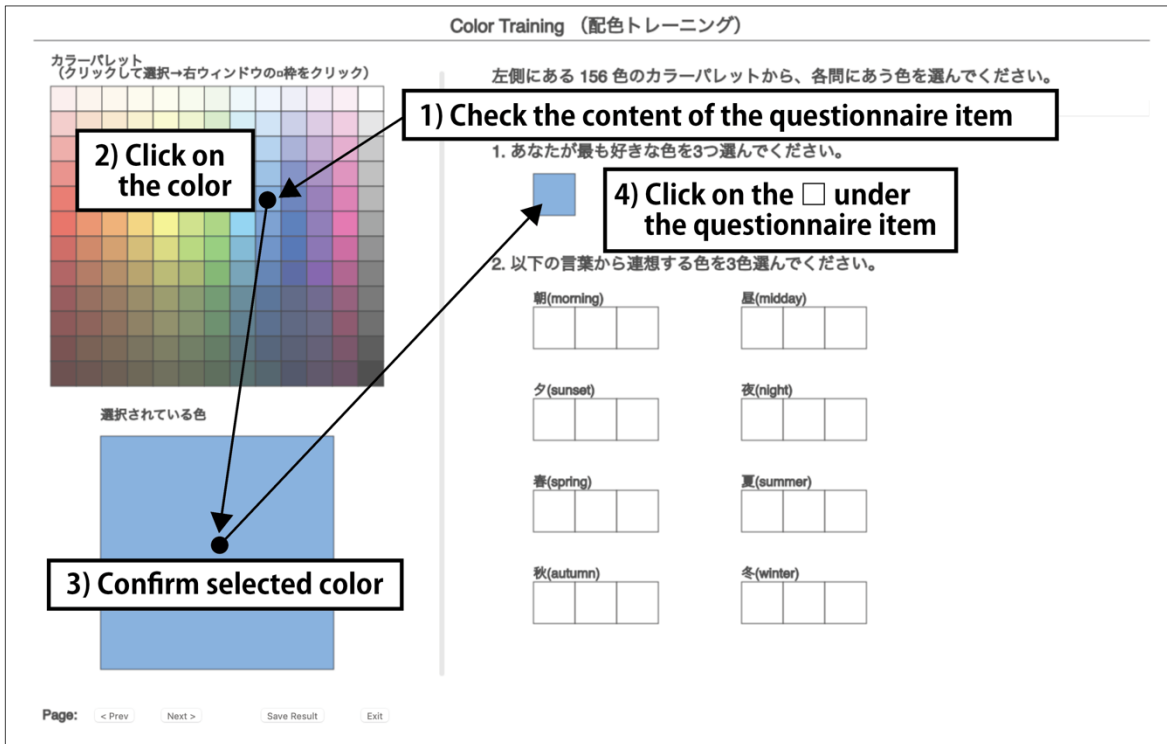 Color Training （配色トレーニング）
カラーパレット
（クリックして選択→右ウィンドウの□枠をクリック）
左側にある 156 色のカラーパレットから、各問にあう色を選んでください。
1) Check the content of the questionnaire item
2) Click on
the color
1. あなたが最も好きな色を3つ選んでください。
4) Click on the □ under
the questionnaire item
2. 以下の言葉から連想する色を3色選んでください。
朝(morning)
昼(midday)
夕(sunset)
夜(night)
選択されている色
春(spring)
夏(summer)
3) Confirm selected color
秋(autumn)
冬(winter)
Page:
< Prev
Next >
Save Result
Exit